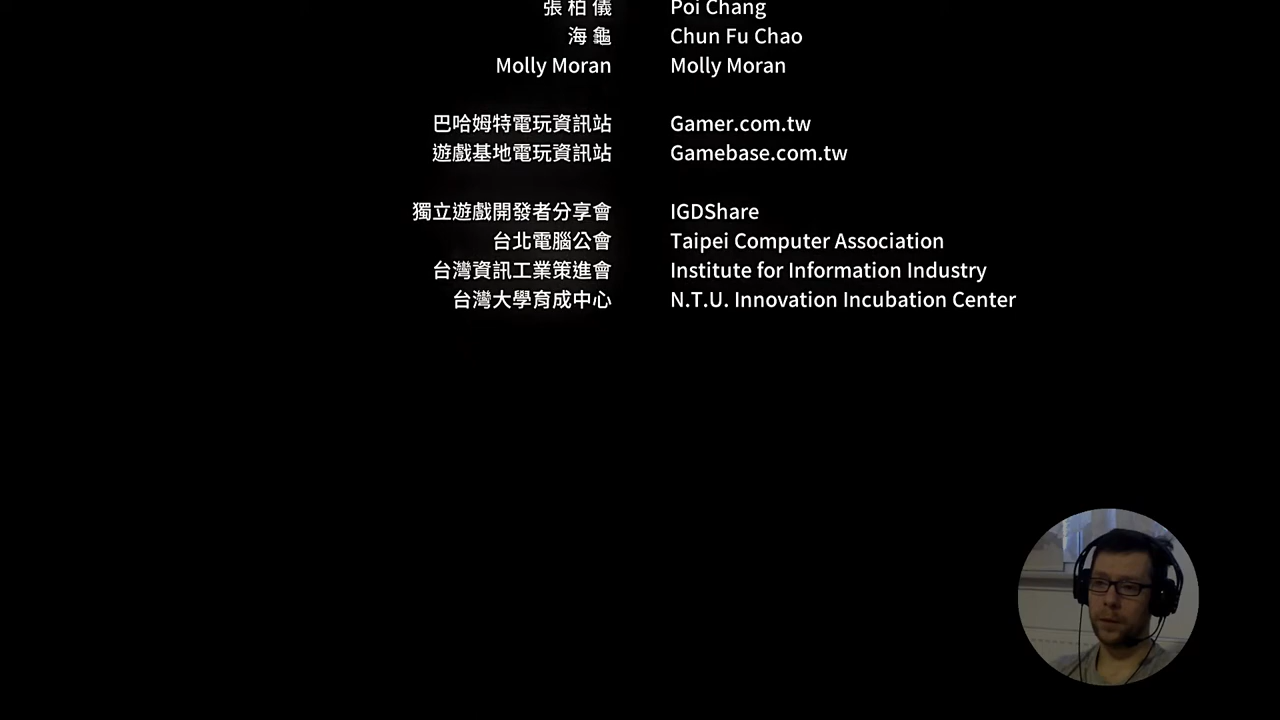 張柏儀 Poi Chang
海龜 Chun Fu Chao
Molly Moran Molly Moran
巴哈姆特電玩資訊站 Gamer.com.tw
遊戲基地電玩資訊站 Gamebase.com.tw
獨立遊戲開發者分享會 IGDShare
台北電腦公會 Taipei Computer Association
台灣資訊工業策進會 Institute for Information Industry
台灣大學育成中心 N.T.U. Innovation Incubation Center